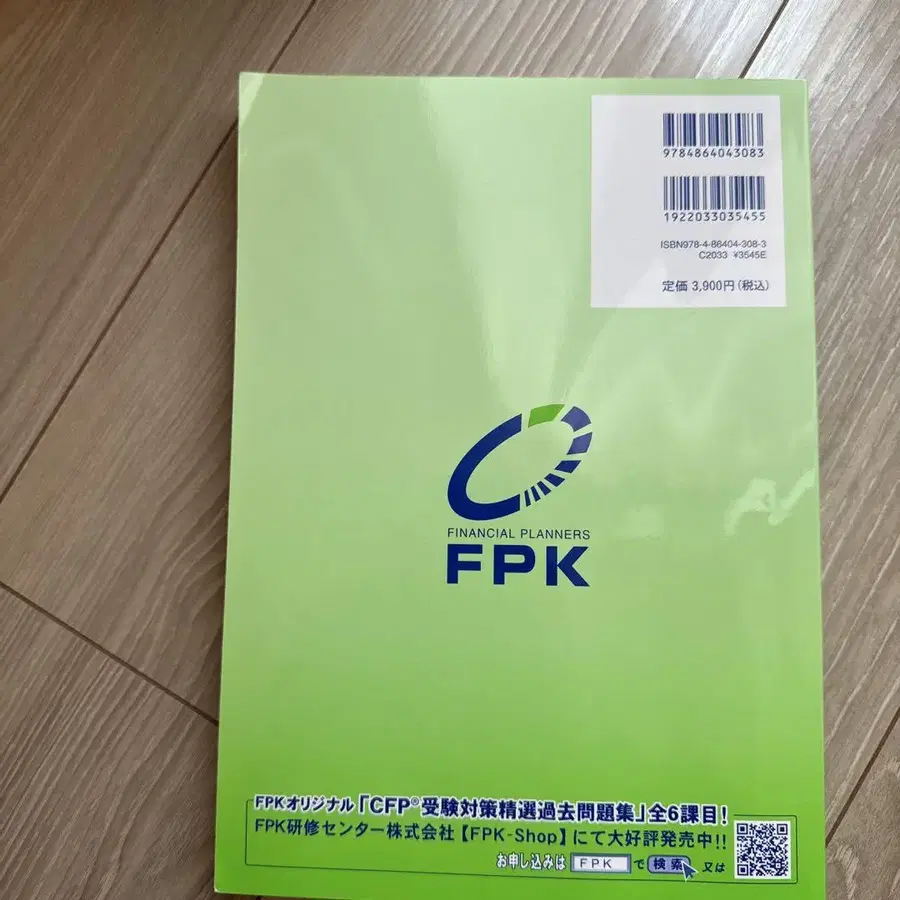 9784864043083
1922033035455
ISBN978-4-86404-308-3
C2033 ¥3545E
定価 3,900円(税込)
FINANCIAL PLANNERS
FPK
FPKオリジナル「CFP®受験対策精選過去問題集」全6課目!
FPK研修センター株式会社【FPK-Shop】にて大好評発売中!!
お申し込みは FPK で 検索 又は